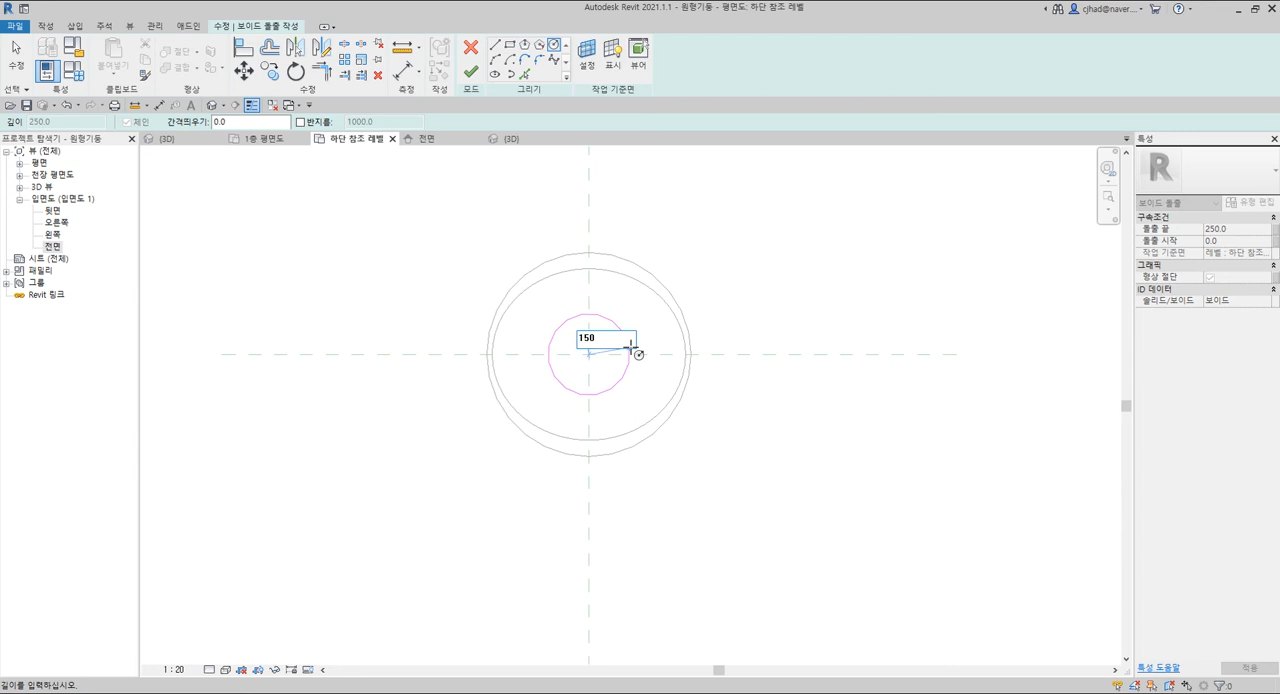 Autodesk Revit 2021.1.1 - 원형기둥 - 평면도: 하단 참조 레벨
cjhad@naver....
파일 작성 삽입 주석 뷰 관리 애드인 수정 | 보이드 돌출 작성
수정
붙여넣기
절단
결합
선택 특성 클립보드 형상 수정 측정 작성 모드 그리기 작업 기준면
설정 표시 뷰어
깊이 250.0 체인 간격띄우기: 0.0 반지름: 1000.0
프로젝트 탐색기 - 원형기둥
{3D} 1층 평면도 하단 참조 레벨 전면 {3D}
특성
뷰 (전체)
평면
천장 평면도
3D 뷰
입면도 (입면도 1)
뒷면
오른쪽
왼쪽
전면
시트 (전체)
패밀리
그룹
Revit 링크
150
2D
보이드 돌출 유형 편집
구속조건
돌출 끝 250.0
돌출 시작 0.0
작업 기준면 레벨 : 하단 참조...
그래픽
형상 절단
ID 데이터
솔리드/보이드 보이드
특성 도움말 적용
1 : 20
길이를 입력하십시오.
:0